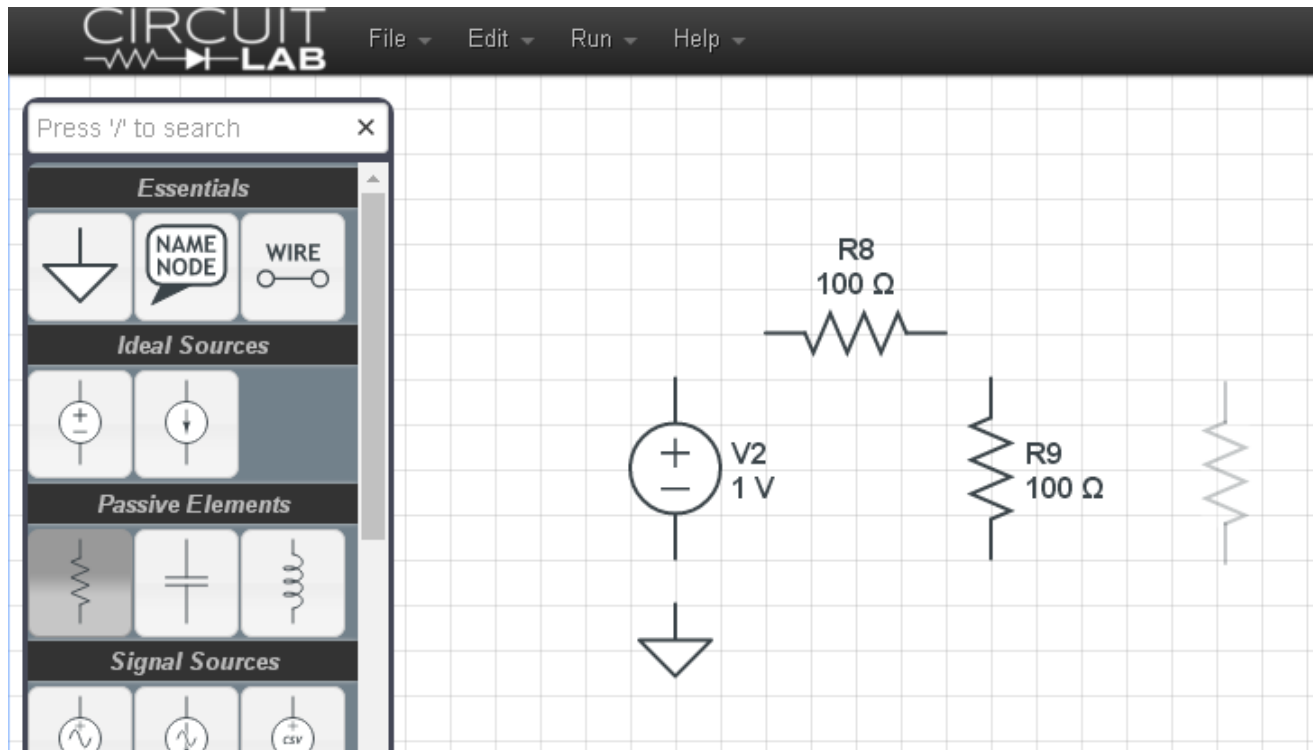 CIRCUIT
LAB
File Edit Run Help
Press '/' to search ×
Essentials
NAME
NODE
WIRE
Ideal Sources
Passive Elements
Signal Sources
CSV
R8
100 Ω
V2
1 V
R9
100 Ω